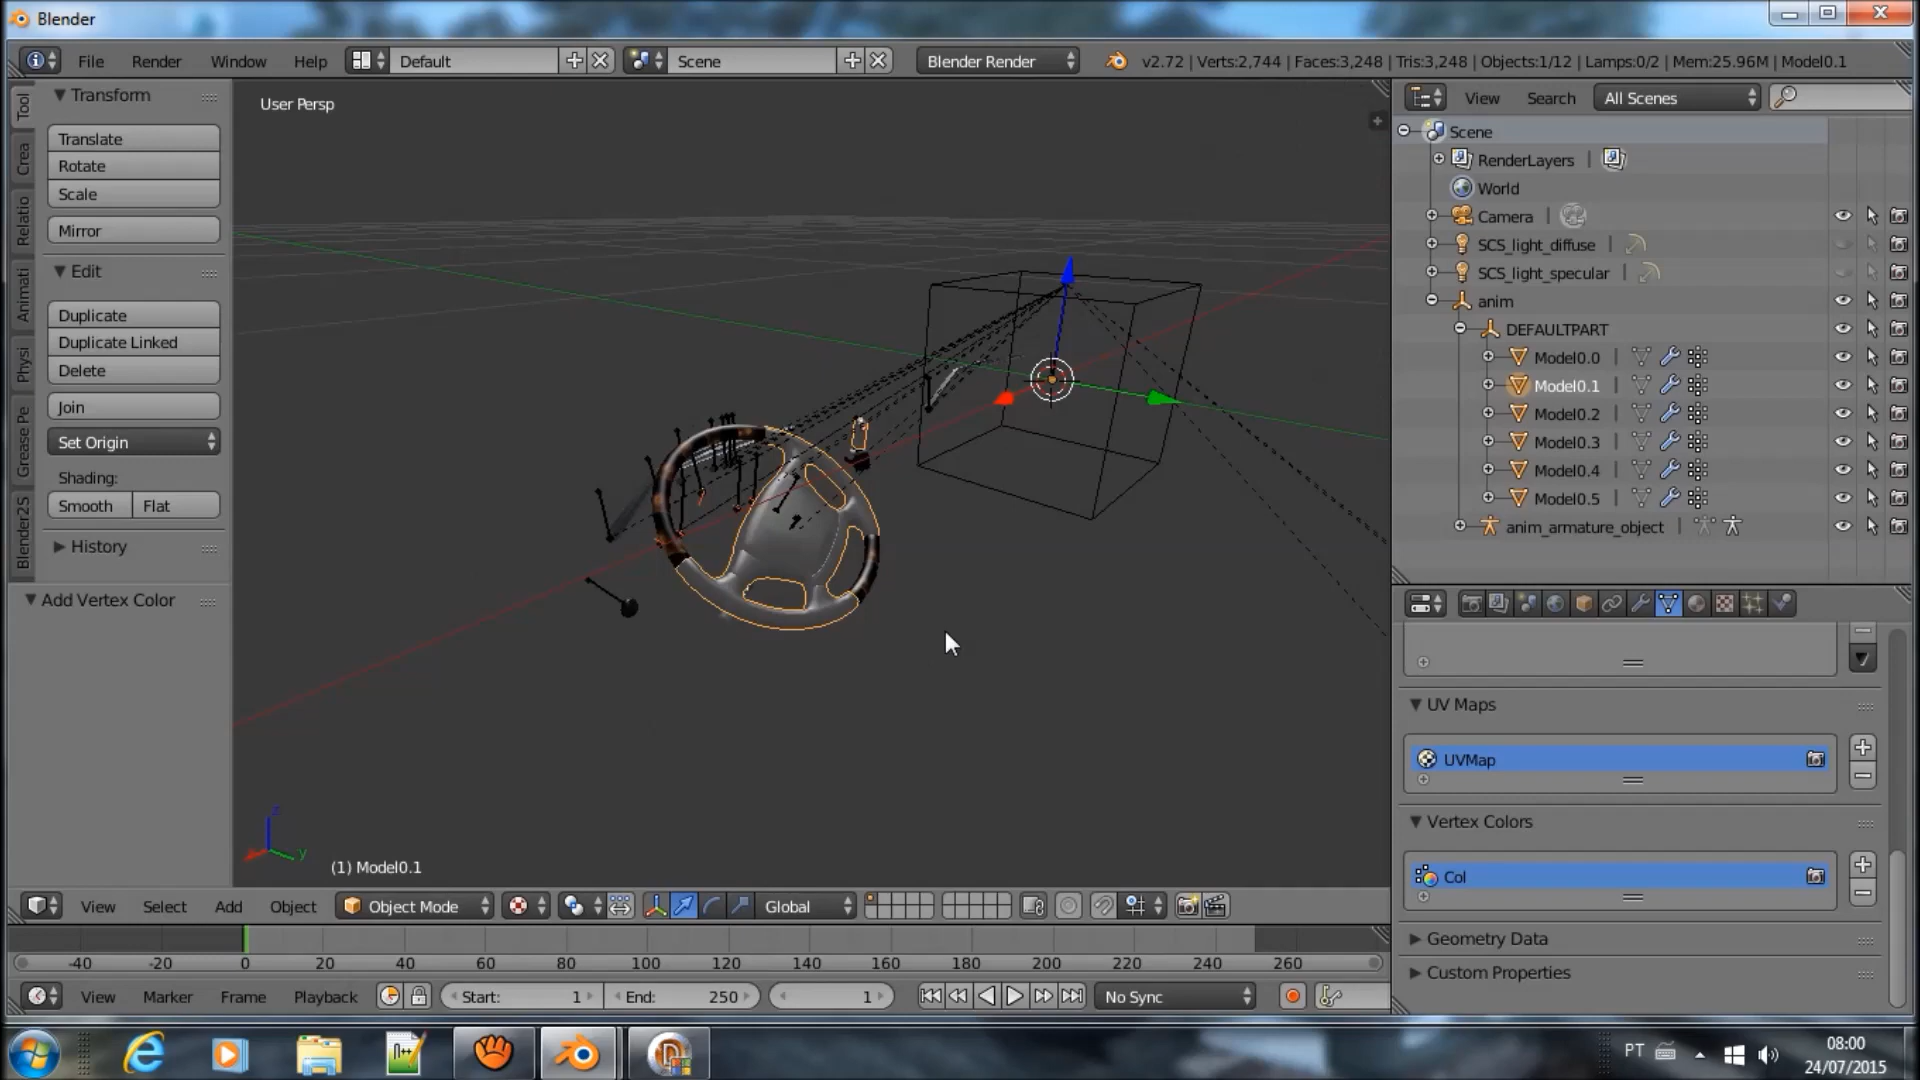 Blender
File Render Window Help Default Scene Blender Render v2.72 | Verts:2,744 | Faces:3,248 | Tris:3,248 | Objects:1/12 | Lamps:0/2 | Mem:25.96M | Model0.1
Tool
Crea
Relatio
Animati
Physi
Grease Pe
Blender2S
Transform
Translate
Rotate
Scale
Mirror
Edit
Duplicate
Duplicate Linked
Delete
Join
Set Origin
Shading:
Smooth Flat
History
Add Vertex Color
User Persp
z
y
(1) Model0.1
View Search All Scenes
Scene
RenderLayers |
World
Camera |
SCS_light_diffuse |
SCS_light_specular |
anim
DEFAULTPART
Model0.0 |
Model0.1 |
Model0.2 |
Model0.3 |
Model0.4 |
Model0.5 |
anim_armature_object |
UV Maps
UVMap
Vertex Colors
Col
Geometry Data
Custom Properties
View Select Add Object Object Mode Global
-40 -20 0 20 40 60 80 100 120 140 160 180 200 220 240 260
View Marker Frame Playback Start: 1 End: 250 1 No Sync
PT
08:00
24/07/2015